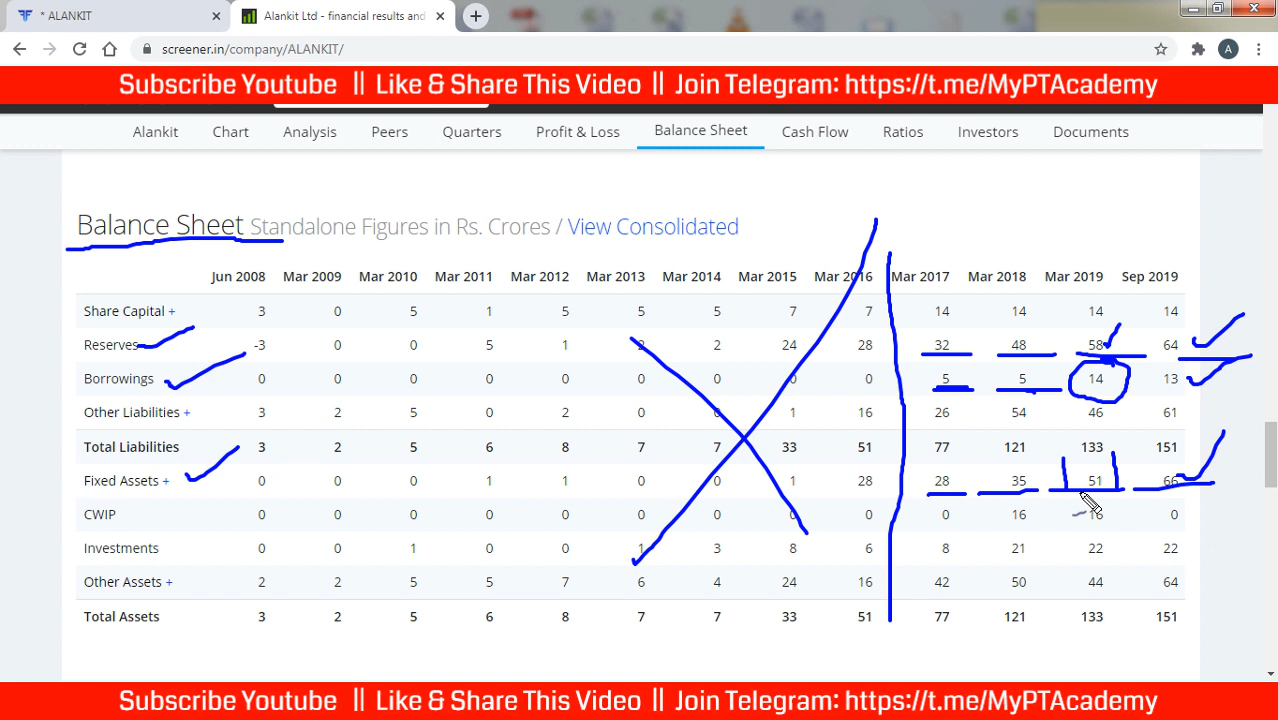 * ALANKIT
Alankit Ltd - financial results and
screener.in/company/ALANKIT/
A
Subscribe Youtube || Like & Share This Video || Join Telegram: https://t.me/MyPTAcademy
Alankit Chart Analysis Peers Quarters Profit & Loss Balance Sheet Cash Flow Ratios Investors Documents
Balance Sheet Standalone Figures in Rs. Crores / View Consolidated
Jun 2008 Mar 2009 Mar 2010 Mar 2011 Mar 2012 Mar 2013 Mar 2014 Mar 2015 Mar 2016 Mar 2017 Mar 2018 Mar 2019 Sep 2019
Share Capital + 3 0 5 1 5 5 5 7 7 14 14 14 14
Reserves -3 0 0 5 1 2 2 24 28 32 48 58 64
Borrowings 0 0 0 0 0 0 0 0 0 5 5 14 13
Other Liabilities + 3 2 5 0 2 0 0 1 16 26 54 46 61
Total Liabilities 3 2 5 6 8 7 7 33 51 77 121 133 151
Fixed Assets + 0 0 0 1 1 0 0 1 28 28 35 51 66
CWIP 0 0 0 0 0 0 0 0 0 0 16 16 0
Investments 0 0 1 0 0 1 3 8 6 8 21 22 22
Other Assets + 2 2 5 5 7 6 4 24 16 42 50 44 64
Total Assets 3 2 5 6 8 7 7 33 51 77 121 133 151
Subscribe Youtube || Like & Share This Video || Join Telegram: https://t.me/MyPTAcademy